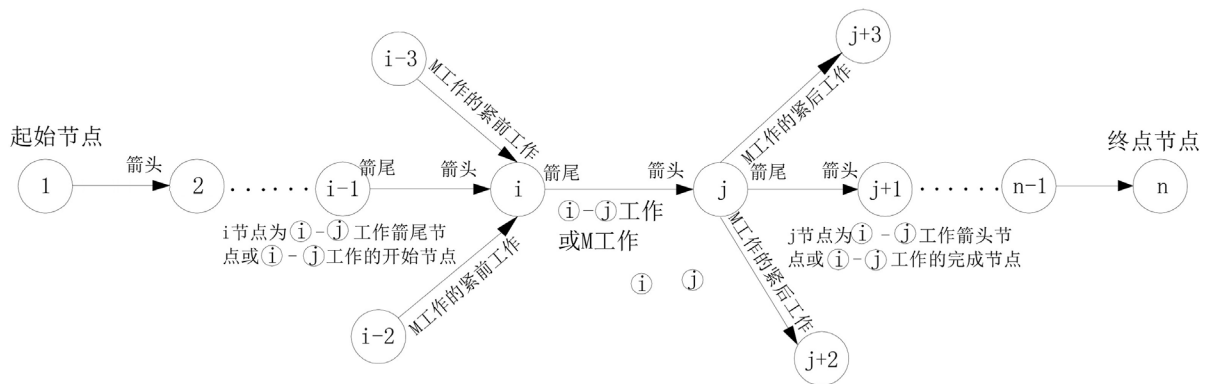 i-3
j+3
M工作的紧前工作
M工作的紧后工作
起始节点
终点节点
1
箭头
2
······
i-1
箭尾
箭头
i
箭尾
箭头
j
箭尾
箭头
j+1
······
n-1
n
ⓘ-ⓙ工作
或M工作
i节点为ⓘ-ⓙ工作箭尾节
点或ⓘ-ⓙ工作的开始节点
j节点为ⓘ-ⓙ工作箭头节
点或ⓘ-ⓙ工作的完成节点
M工作的紧前工作
M工作的紧后工作
ⓘ ⓙ
i-2
j+2